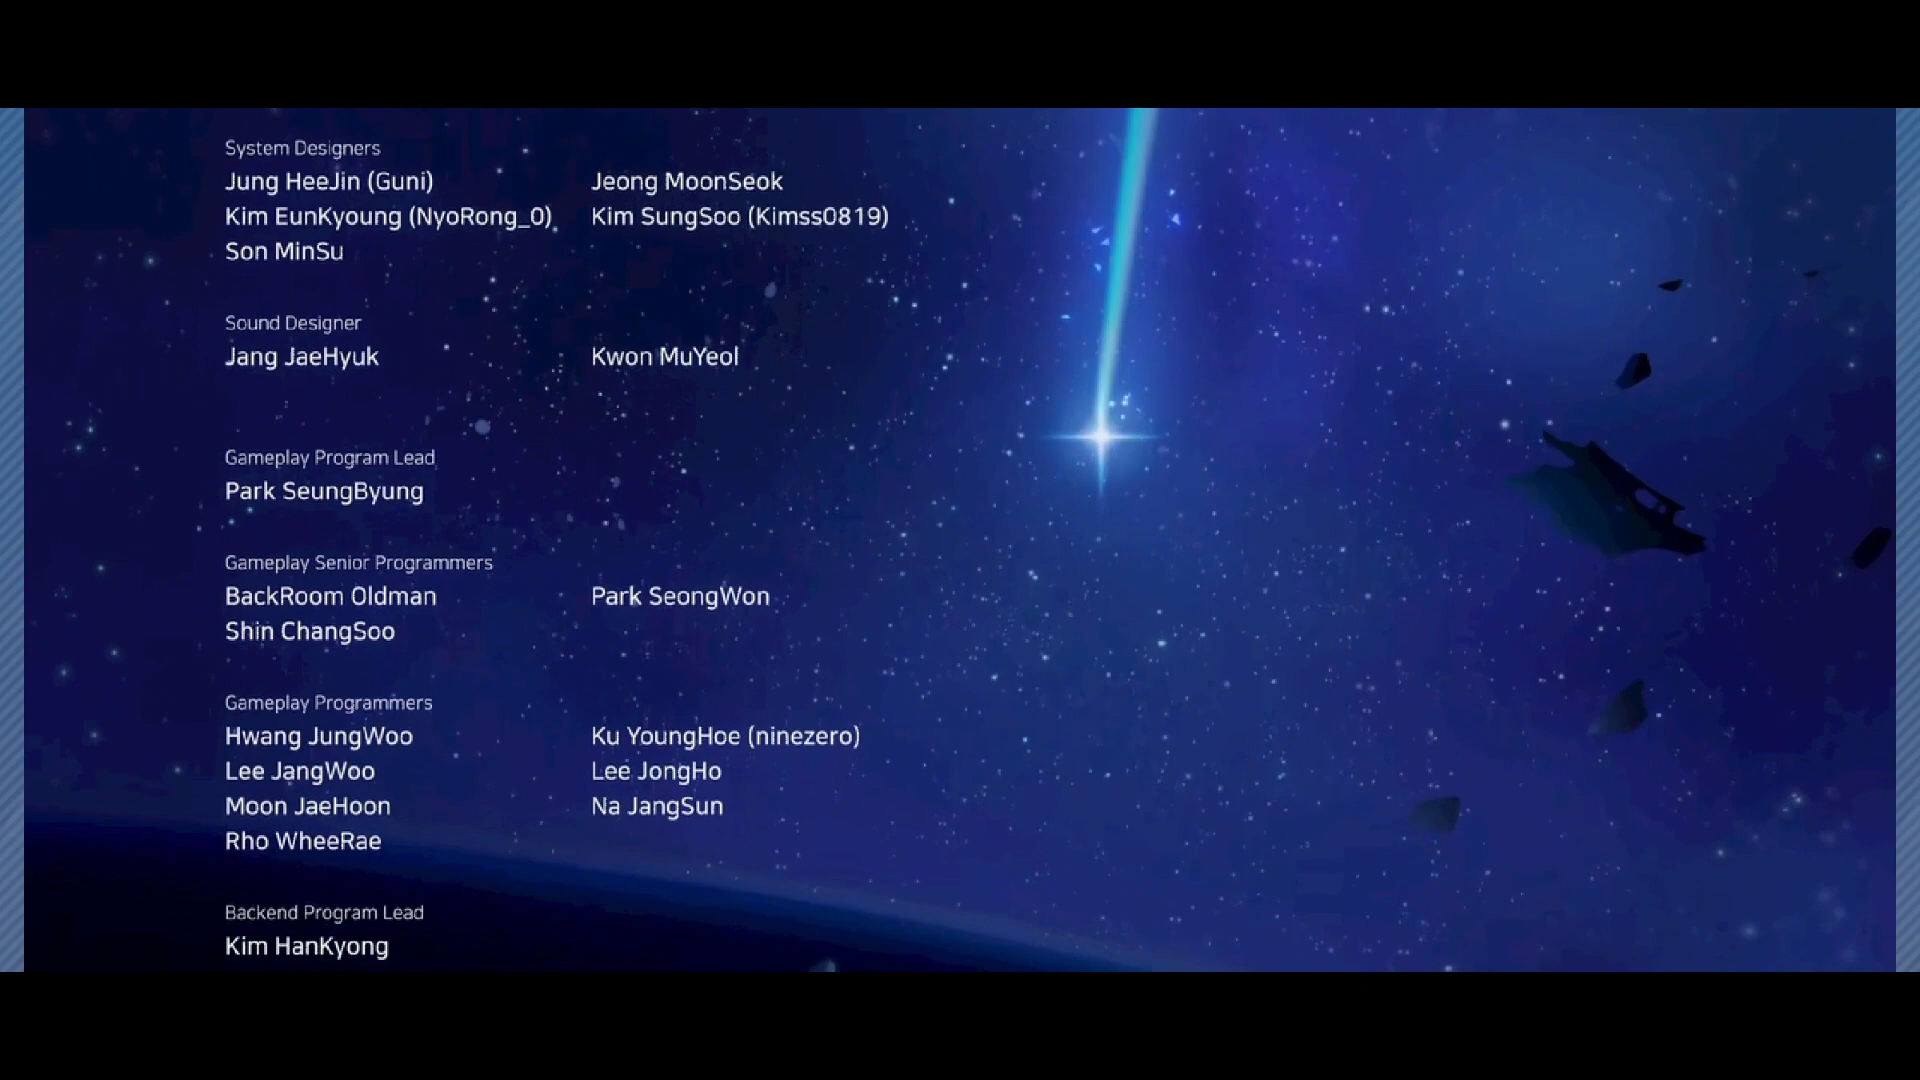 System Designers
Jung HeeJin (Guni) Jeong MoonSeok
Kim EunKyoung (NyoRong_0) Kim SungSoo (Kimss0819)
Son MinSu
Sound Designer
Jang JaeHyuk Kwon MuYeol
Gameplay Program Lead
Park SeungByung
Gameplay Senior Programmers
BackRoom Oldman Park SeongWon
Shin ChangSoo
Gameplay Programmers
Hwang JungWoo Ku YoungHoe (ninezero)
Lee JangWoo Lee JongHo
Moon JaeHoon Na JangSun
Rho WheeRae
Backend Program Lead
Kim HanKyong